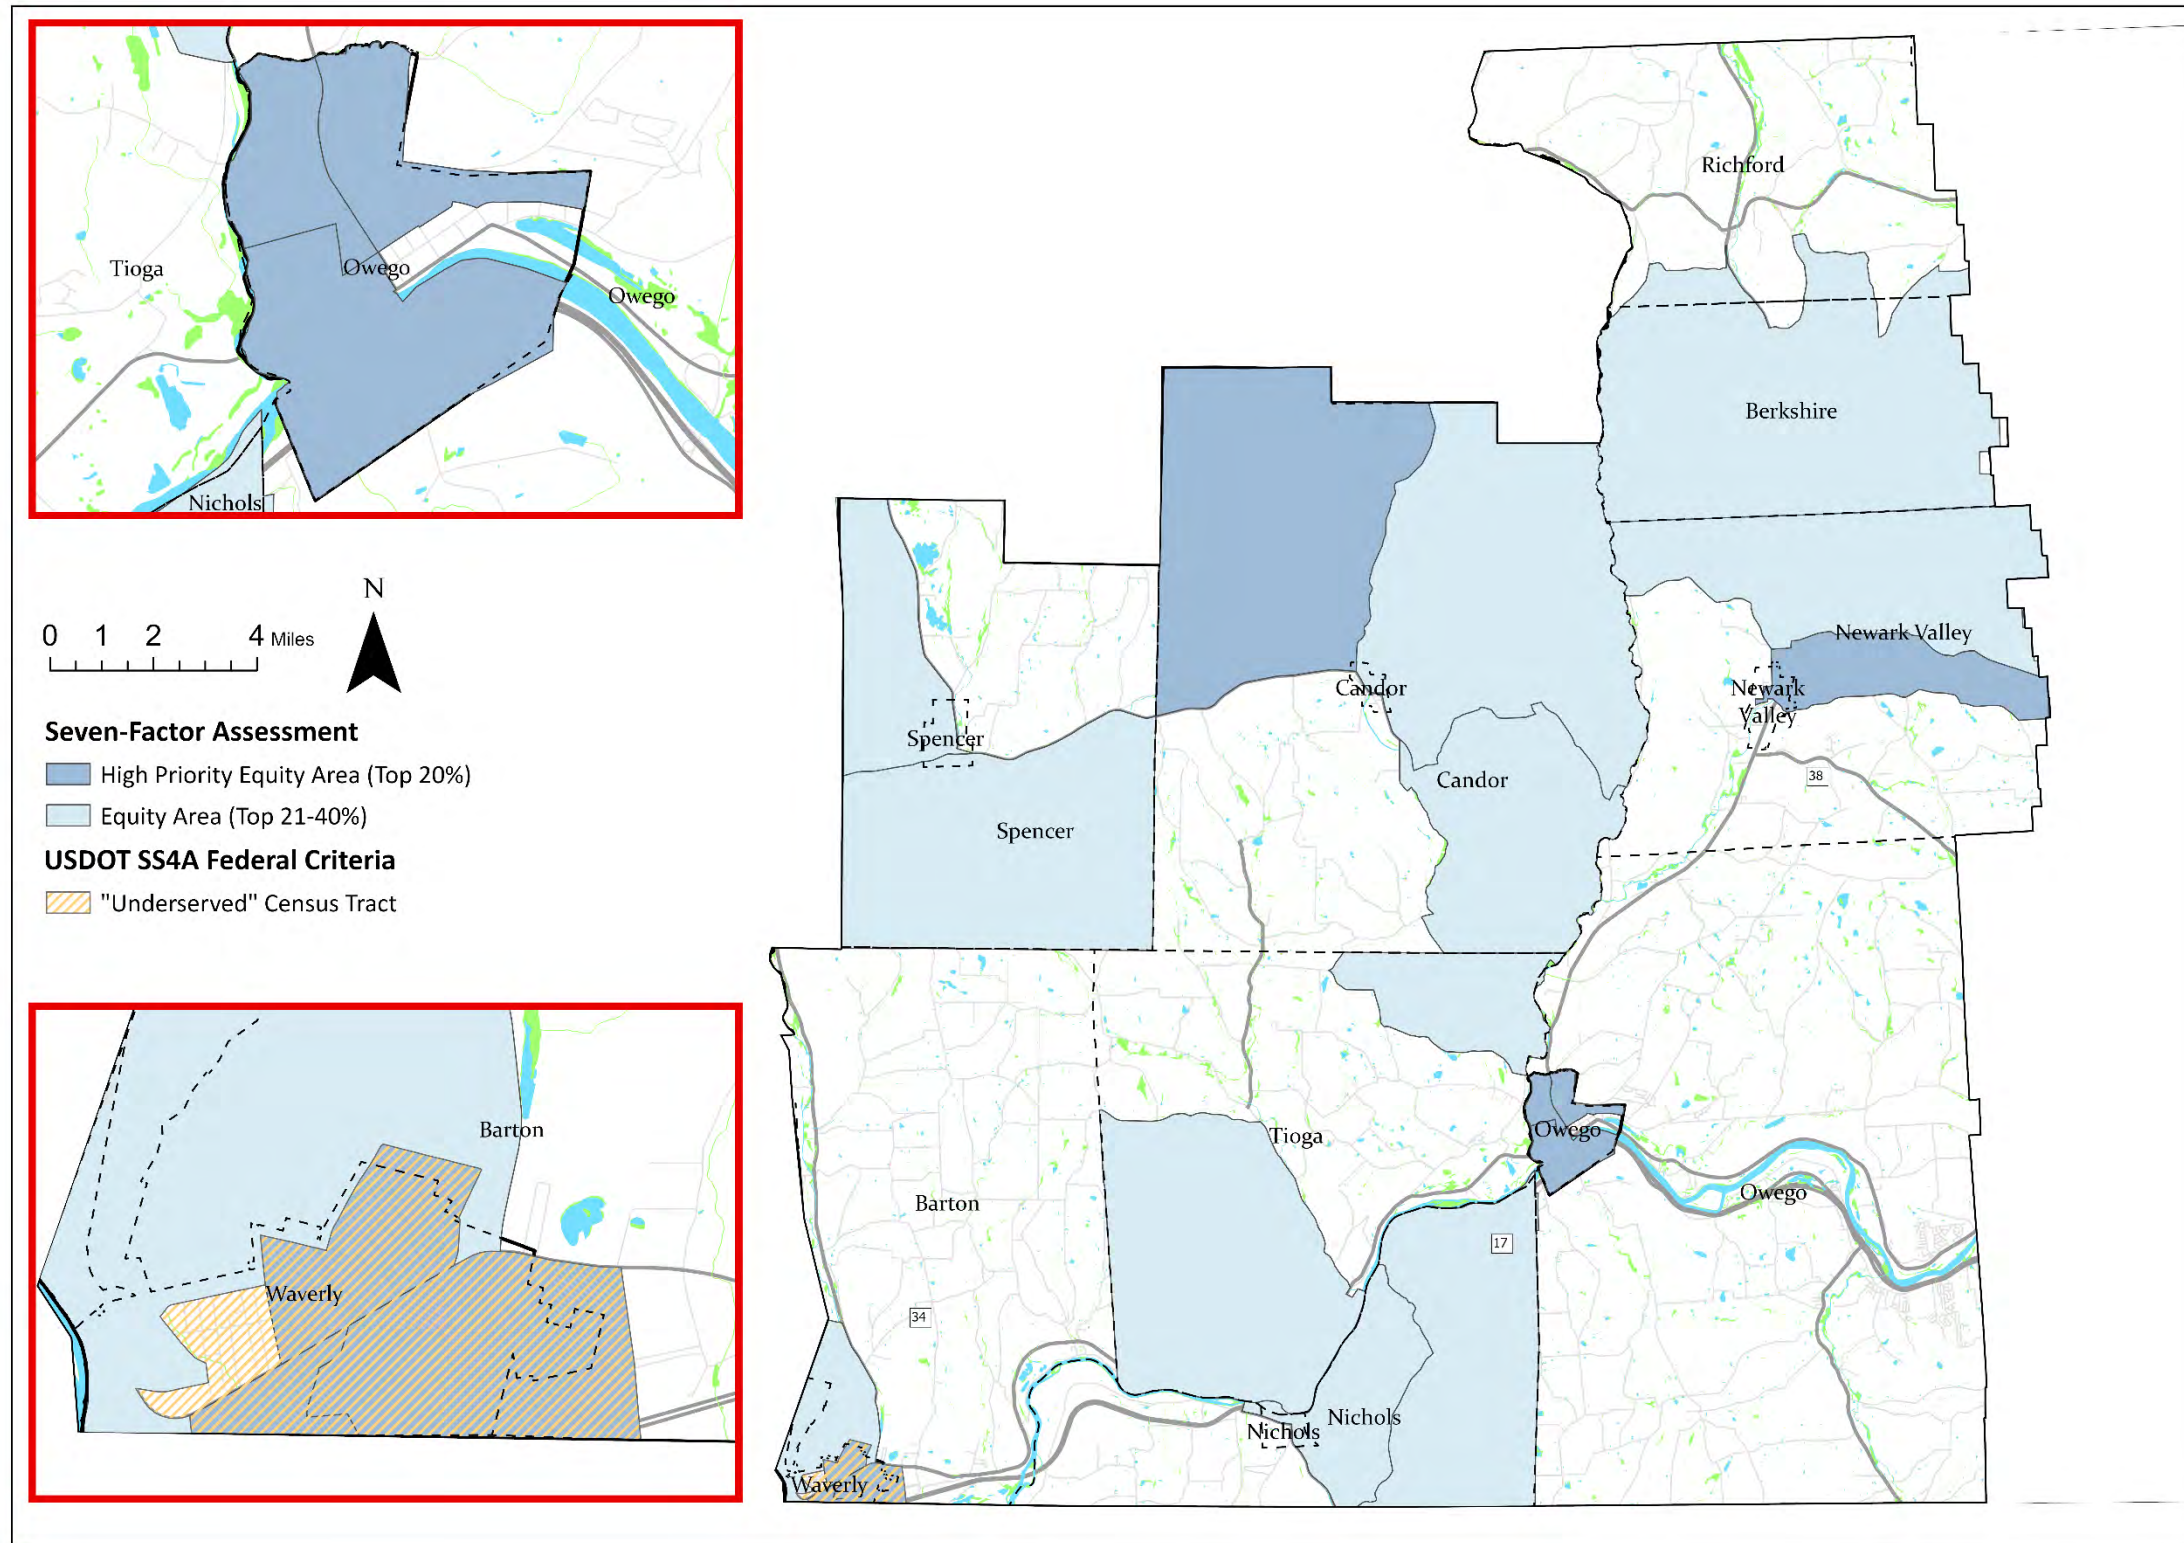 Tioga
Owego
Owego
Nichols
N
0 1 2 4 Miles
Seven-Factor Assessment
High Priority Equity Area (Top 20%)
Equity Area (Top 21-40%)
USDOT SS4A Federal Criteria
"Underserved" Census Tract
Barton
Waverly
Richford
Berkshire
Newark Valley
Newark
Valley
Candor
Spencer
Candor
38
Spencer
Tioga
Owego
Owego
Barton
17
34
Nichols
Nichols
Waverly